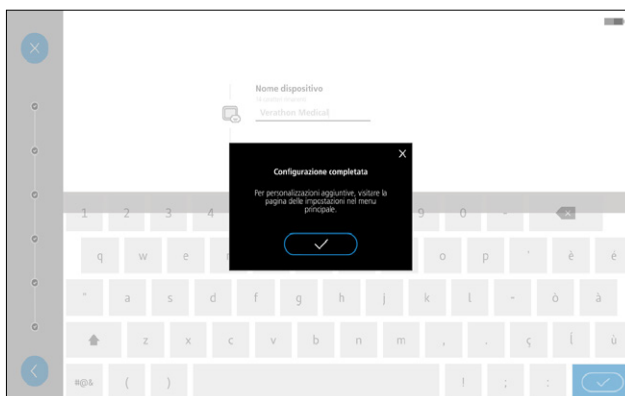 Nome dispositivo
Verathon Medical
Configurazione completata
X
Per personalizzazioni aggiuntive, visitare la
pagina delle impostazioni nel menu
principale.
1 2 3 4 9 0 -
q w e o p ' è é
a s d f g h j k l ò à
z x c v b n m , . ç ù
#@& ( ) ! ; :